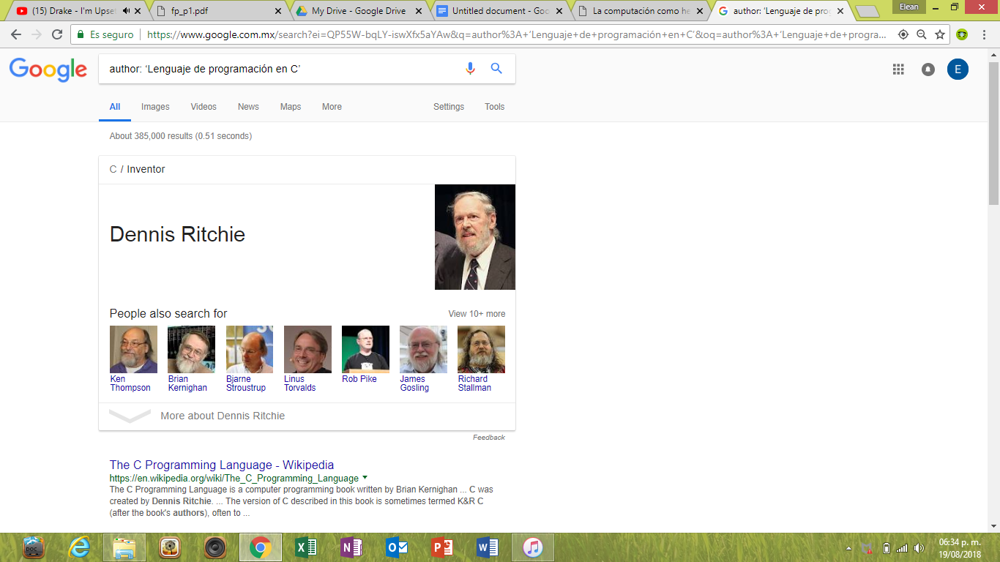 (15) Drake - I'm Upse
fp_p1.pdf
My Drive - Google Drive
Untitled document - Goo
La computación como he
author: 'Lenguaje de pro
Elean
Es seguro
https://www.google.com.mx/search?ei=QP55W-bqLY-iswXfx5aYAw&q=author%3A+'Lenguaje+de+programación+en+C'&oq=author%3A+'Lenguaje+de+progra...
Google
author: ‘Lenguaje de programación en C’
E
All Images Videos News Maps More Settings Tools
About 385,000 results (0.51 seconds)
C / Inventor
Dennis Ritchie
People also search for
View 10+ more
Ken Thompson
Brian Kernighan
Bjarne Stroustrup
Linus Torvalds
Rob Pike
James Gosling
Richard Stallman
More about Dennis Ritchie
Feedback
The C Programming Language - Wikipedia
https://en.wikipedia.org/wiki/The_C_Programming_Language
The C Programming Language is a computer programming book written by Brian Kernighan ... C was
created by Dennis Ritchie. ... The version of C described in this book is sometimes termed K&R C
(after the book's authors), often to ...
DOC
06:34 p. m.
19/08/2018